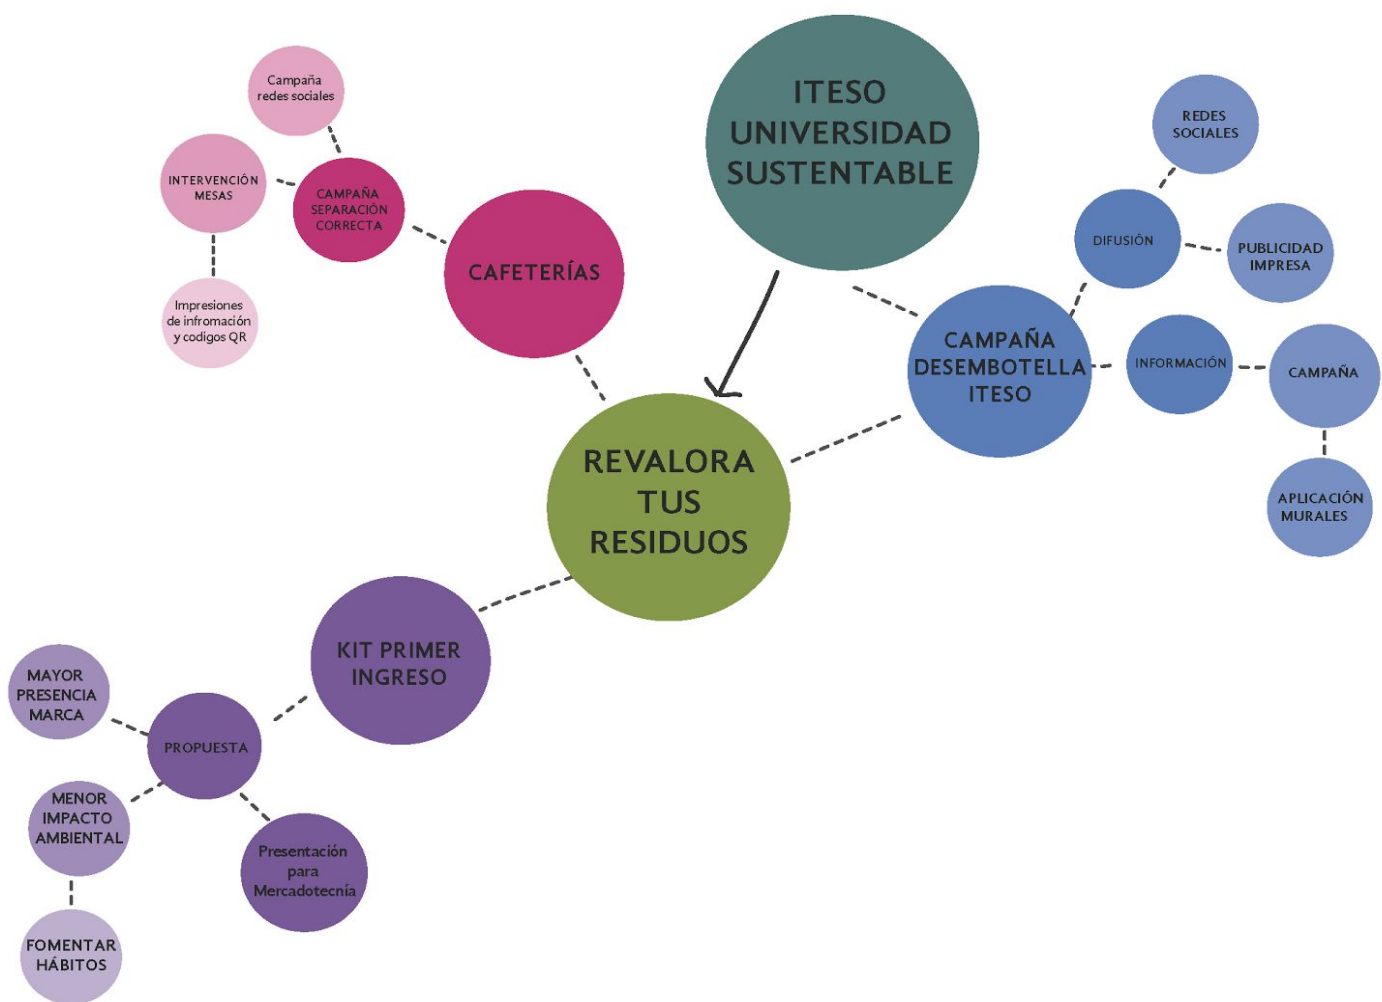 ITESO
UNIVERSIDAD
SUSTENTABLE
Campaña
redes sociales
INTERVENCIÓN
MESAS
CAMPAÑA
SEPARACIÓN
CORRECTA
Impresiones
de infromación
y codigos QR
CAFETERÍAS
REDES
SOCIALES
DIFUSIÓN
PUBLICIDAD
IMPRESA
CAMPAÑA
DESEMBOTELLA
ITESO
INFORMACIÓN
CAMPAÑA
APLICACIÓN
MURALES
REVALORA
TUS
RESIDUOS
KIT PRIMER
INGRESO
MAYOR
PRESENCIA
MARCA
PROPUESTA
MENOR
IMPACTO
AMBIENTAL
Presentación
para
Mercadotecnía
FOMENTAR
HÁBITOS